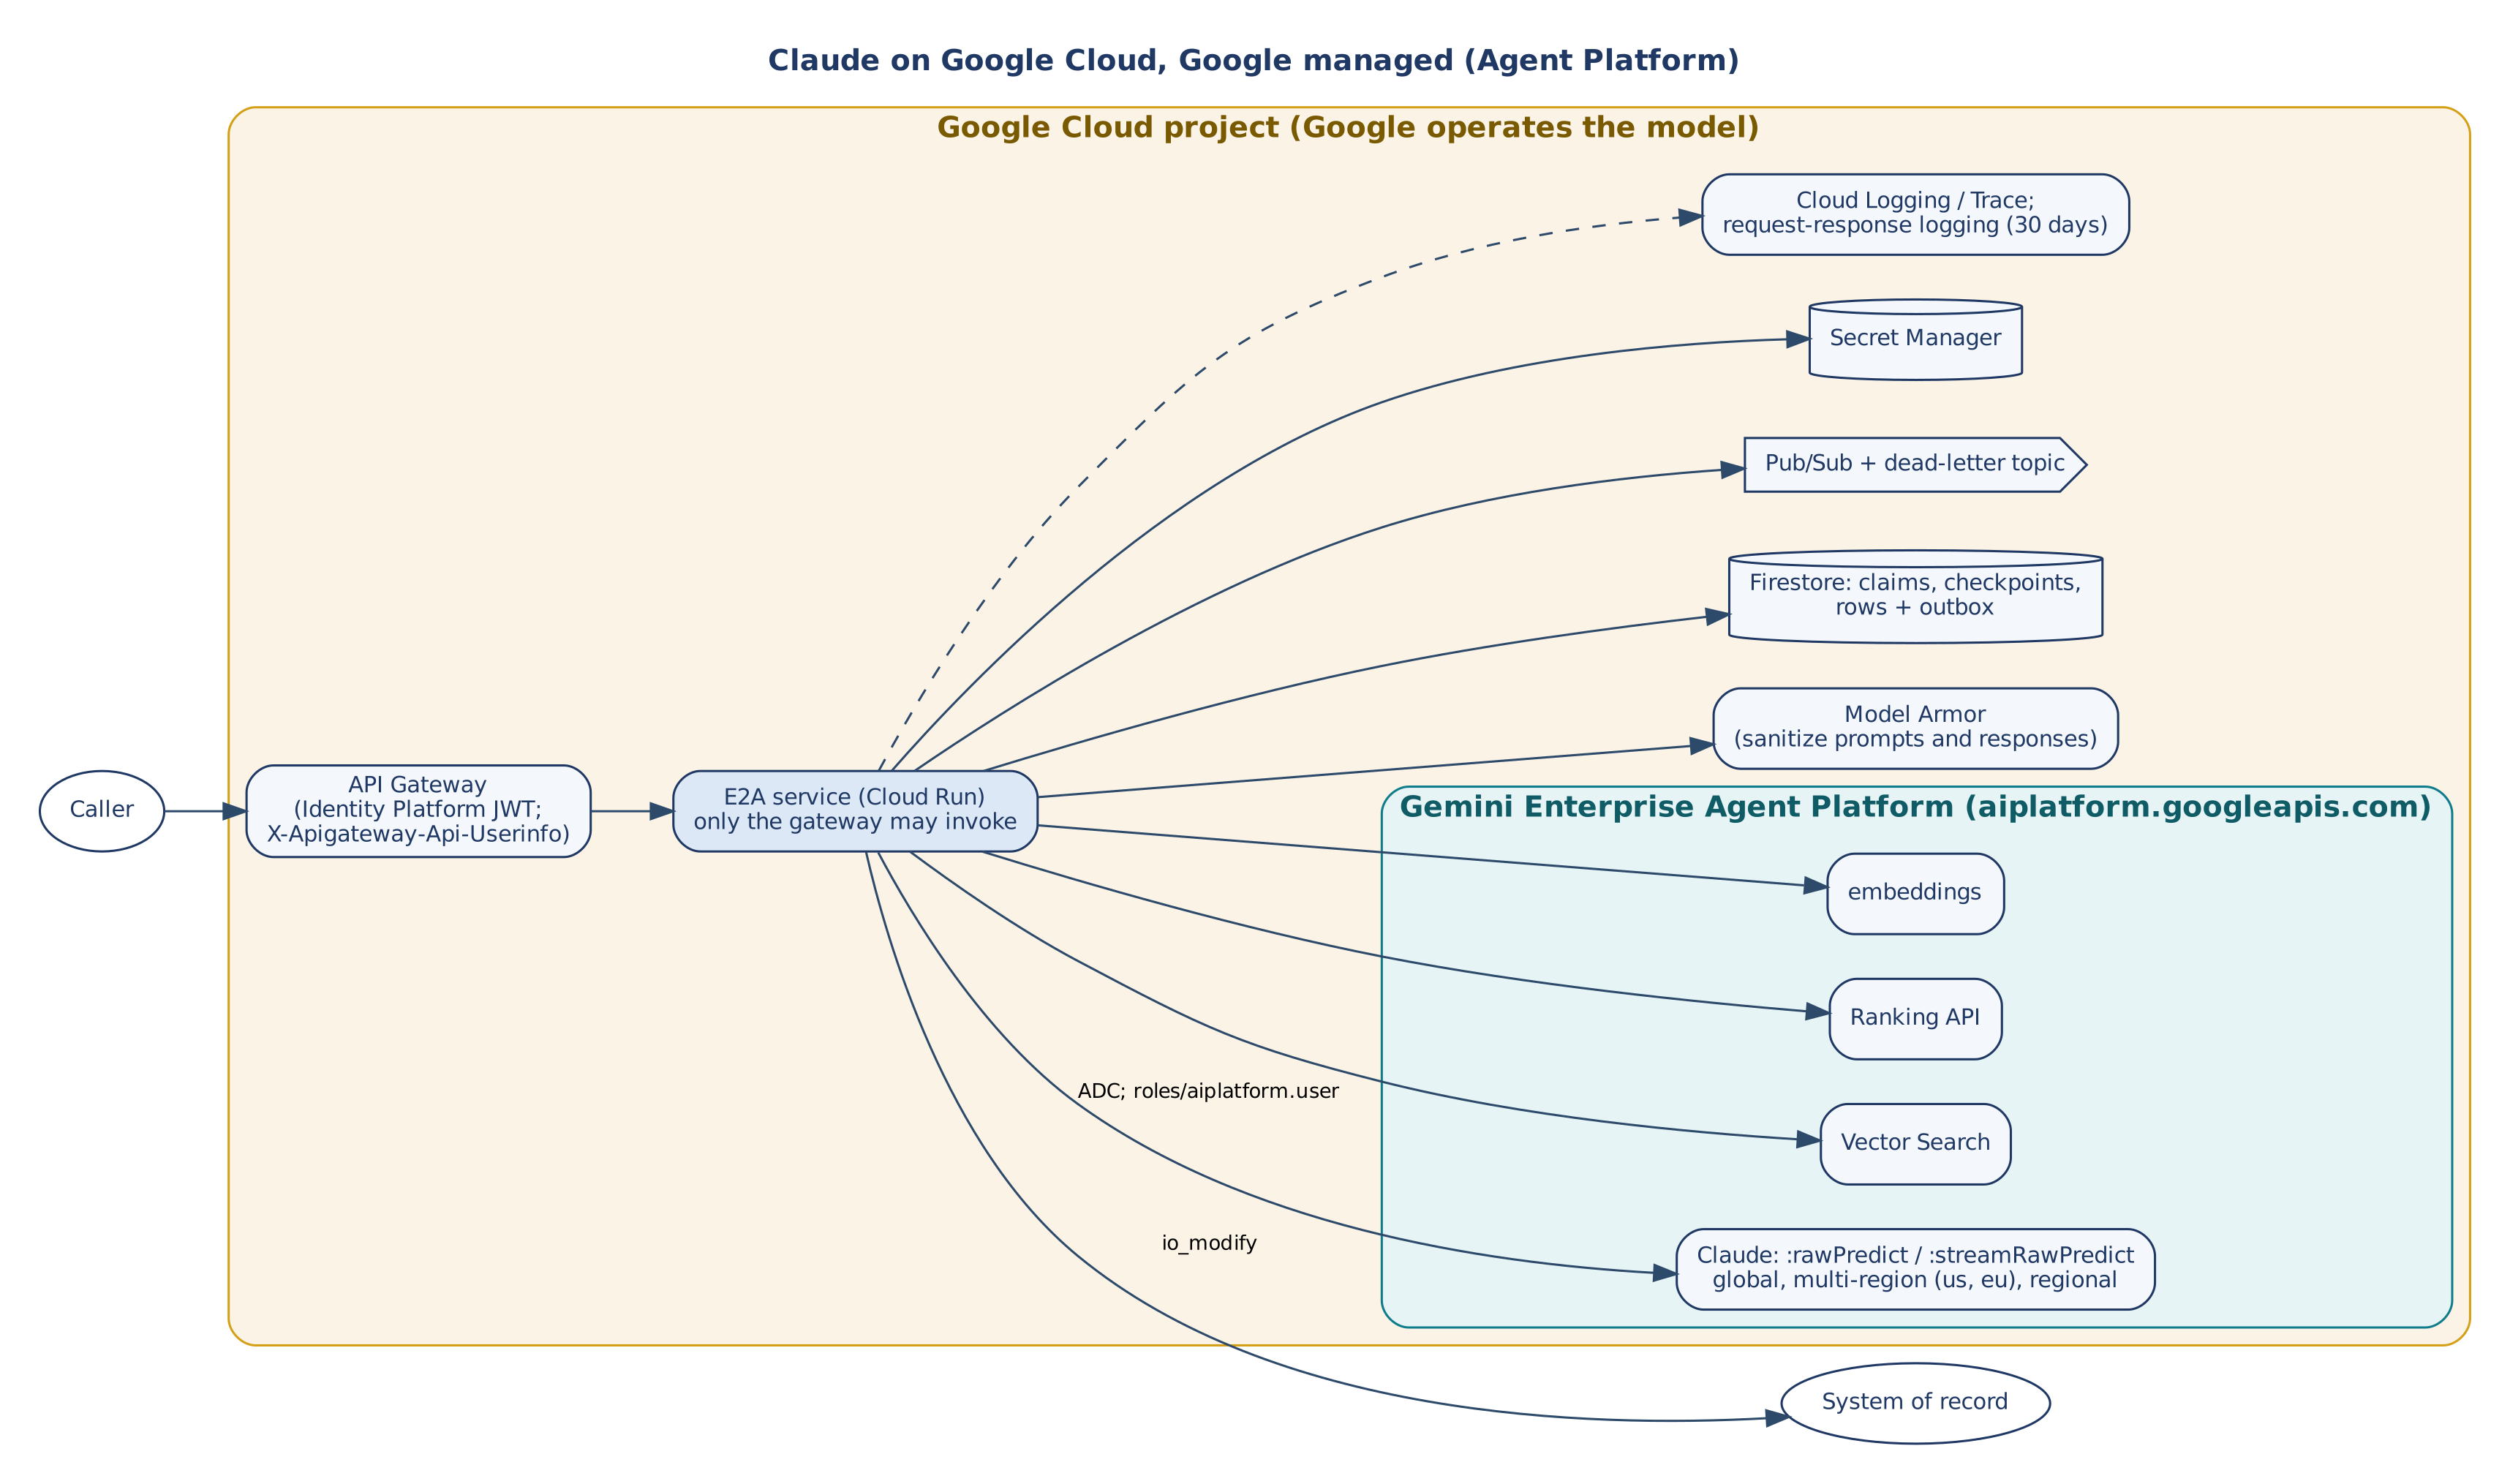 Claude on Google Cloud, Google managed (Agent Platform)
Google Cloud project (Google operates the model)
Cloud Logging / Trace;
request-response logging (30 days)
Secret Manager
Pub/Sub + dead-letter topic
Firestore: claims, checkpoints,
rows + outbox
Model Armor
(sanitize prompts and responses)
Caller
API Gateway
(Identity Platform JWT;
X-Apigateway-Api-Userinfo)
E2A service (Cloud Run)
only the gateway may invoke
Gemini Enterprise Agent Platform (aiplatform.googleapis.com)
embeddings
Ranking API
ADC; roles/aiplatform.user
Vector Search
io_modify
Claude: :rawPredict / :streamRawPredict
global, multi-region (us, eu), regional
System of record